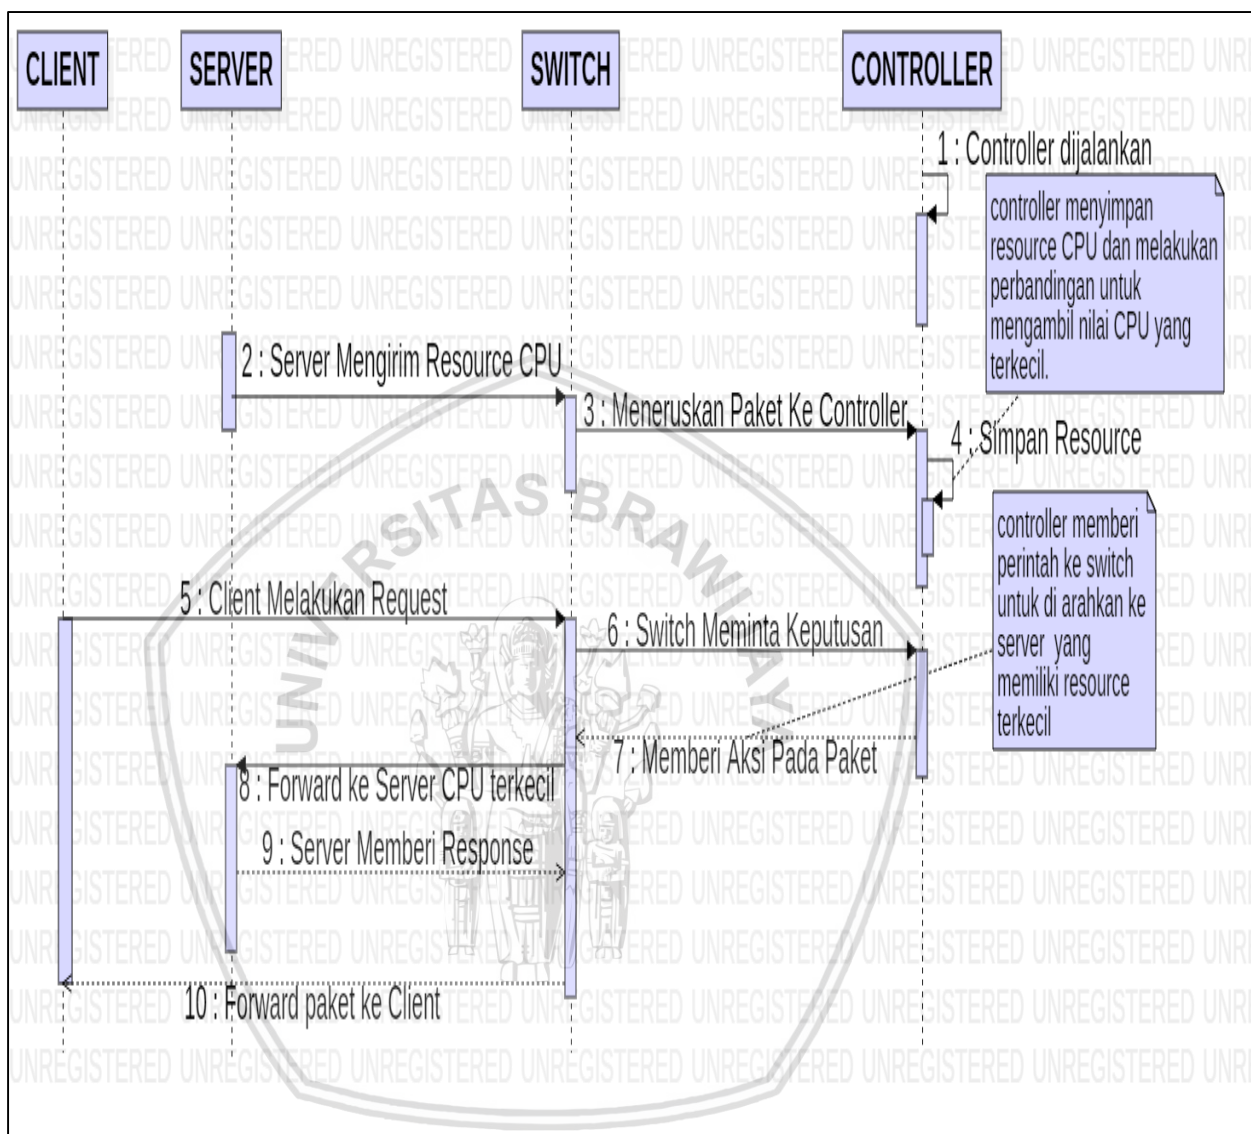 CLIENT
SERVER
SWITCH
CONTROLLER
1 : Controller dijalankan
controller menyimpan
resource CPU dan melakukan
perbandingan untuk
mengambil nilai CPU yang
terkecil.
2 : Server Mengirim Resource CPU
3 : Meneruskan Paket Ke Controller
4 : Simpan Resource
controller memberi
perintah ke switch
untuk di arahkan ke
server yang
memiliki resource
terkecil
5 : Client Melakukan Request
6 : Switch Meminta Keputusan
7 : Memberi Aksi Pada Paket
8 : Forward ke Server CPU terkecil
9 : Server Memberi Response
10 : Forward paket ke Client
UNIVERSITAS BRAWIJAYA